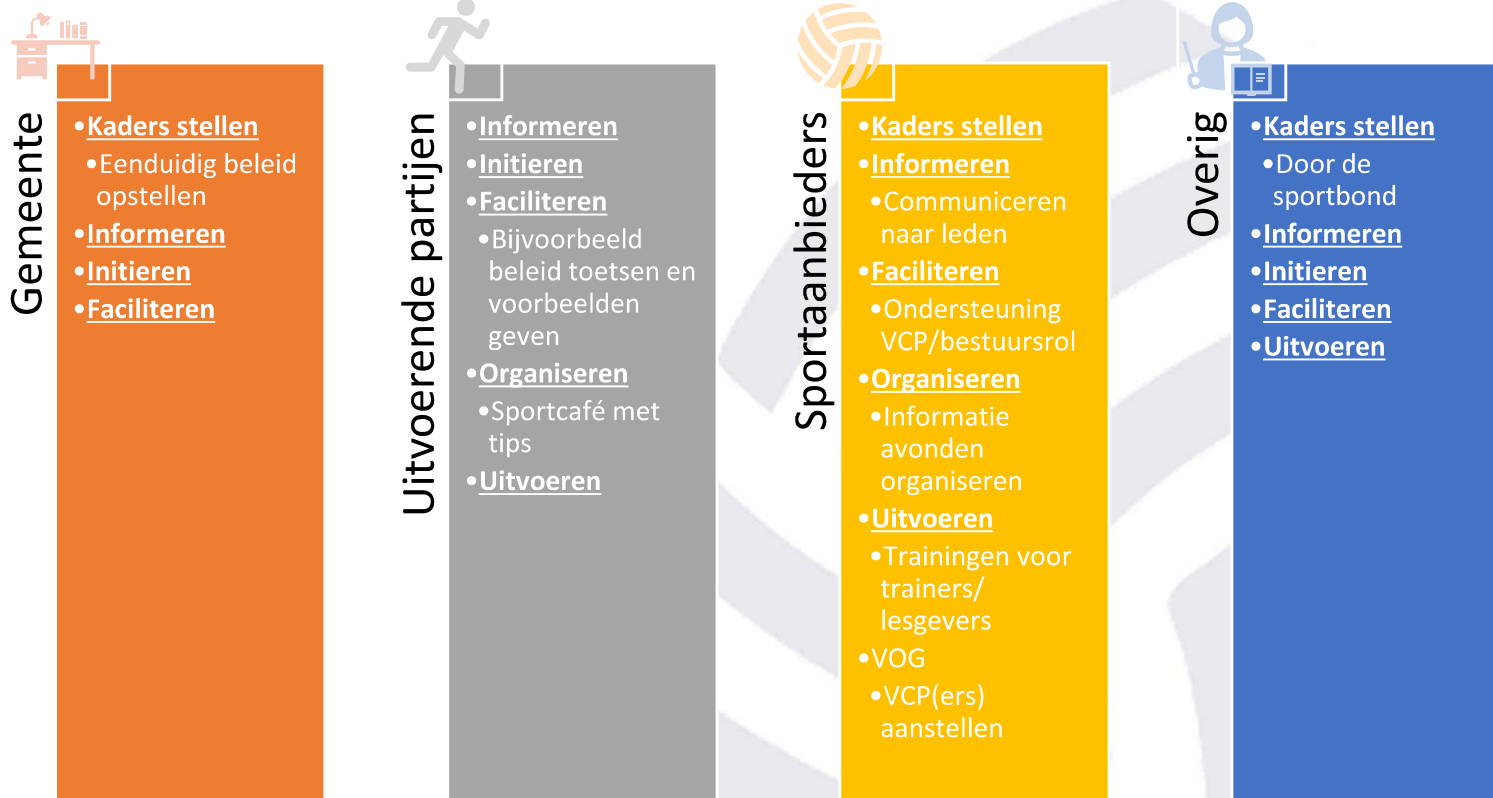 Gemeente
•Kaders stellen
•Eenduidig beleid
opstellen
•Informeren
•Initieren
•Faciliteren
Uitvoerende partijen
•Informeren
•Initieren
•Faciliteren
•Bijvoorbeeld
beleid toetsen en
voorbeelden
geven
•Organiseren
•Sportcafé met
tips
•Uitvoeren
Sportaanbieders
•Kaders stellen
•Informeren
•Communiceren
naar leden
•Faciliteren
•Ondersteuning
VCP/bestuursrol
•Organiseren
•Informatie
avonden
organiseren
•Uitvoeren
•Trainingen voor
trainers/
lesgevers
•VOG
•VCP(ers)
aanstellen
Overig
•Kaders stellen
•Door de
sportbond
•Informeren
•Initieren
•Faciliteren
•Uitvoeren